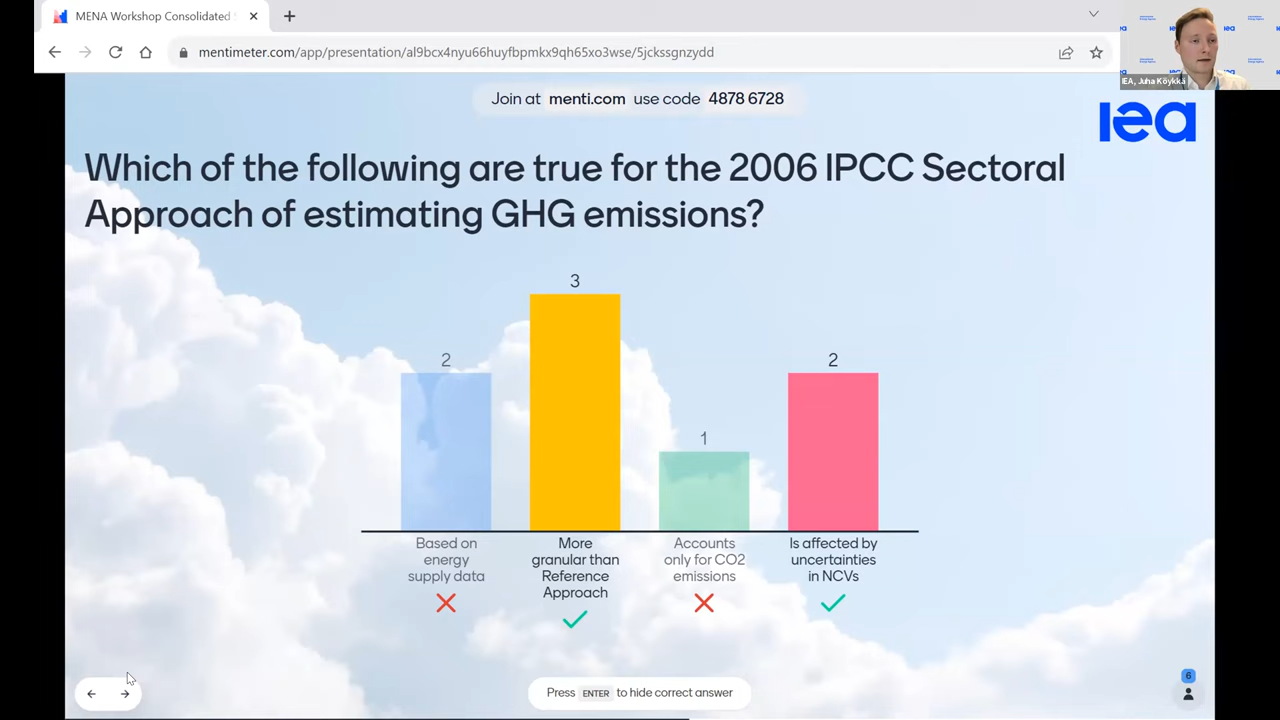 MENA Workshop Consolidated
mentimeter.com/app/presentation/al9bcx4nyu66huyfbpmkx9qh65xo3wse/5jckssgnzydd
IEA, Juha Köykkä
Join at menti.com use code 4878 6728
iea
Which of the following are true for the 2006 IPCC Sectoral
Approach of estimating GHG emissions?
2
3
1
2
Based on
energy
supply data
More
granular than
Reference
Approach
Accounts
only for CO2
emissions
Is affected by
uncertainties
in NCVs
Press ENTER to hide correct answer
6